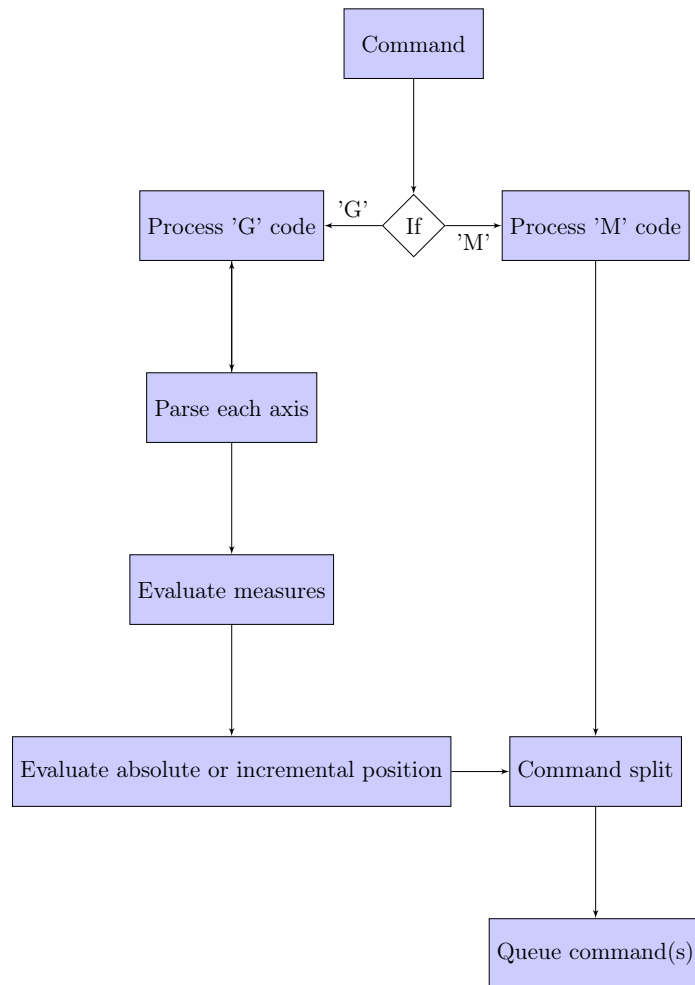 Command
'G'
Process 'G' code
If
Process 'M' code
'M'
Parse each axis
Evaluate measures
Evaluate absolute or incremental position
Command split
Queue command(s)